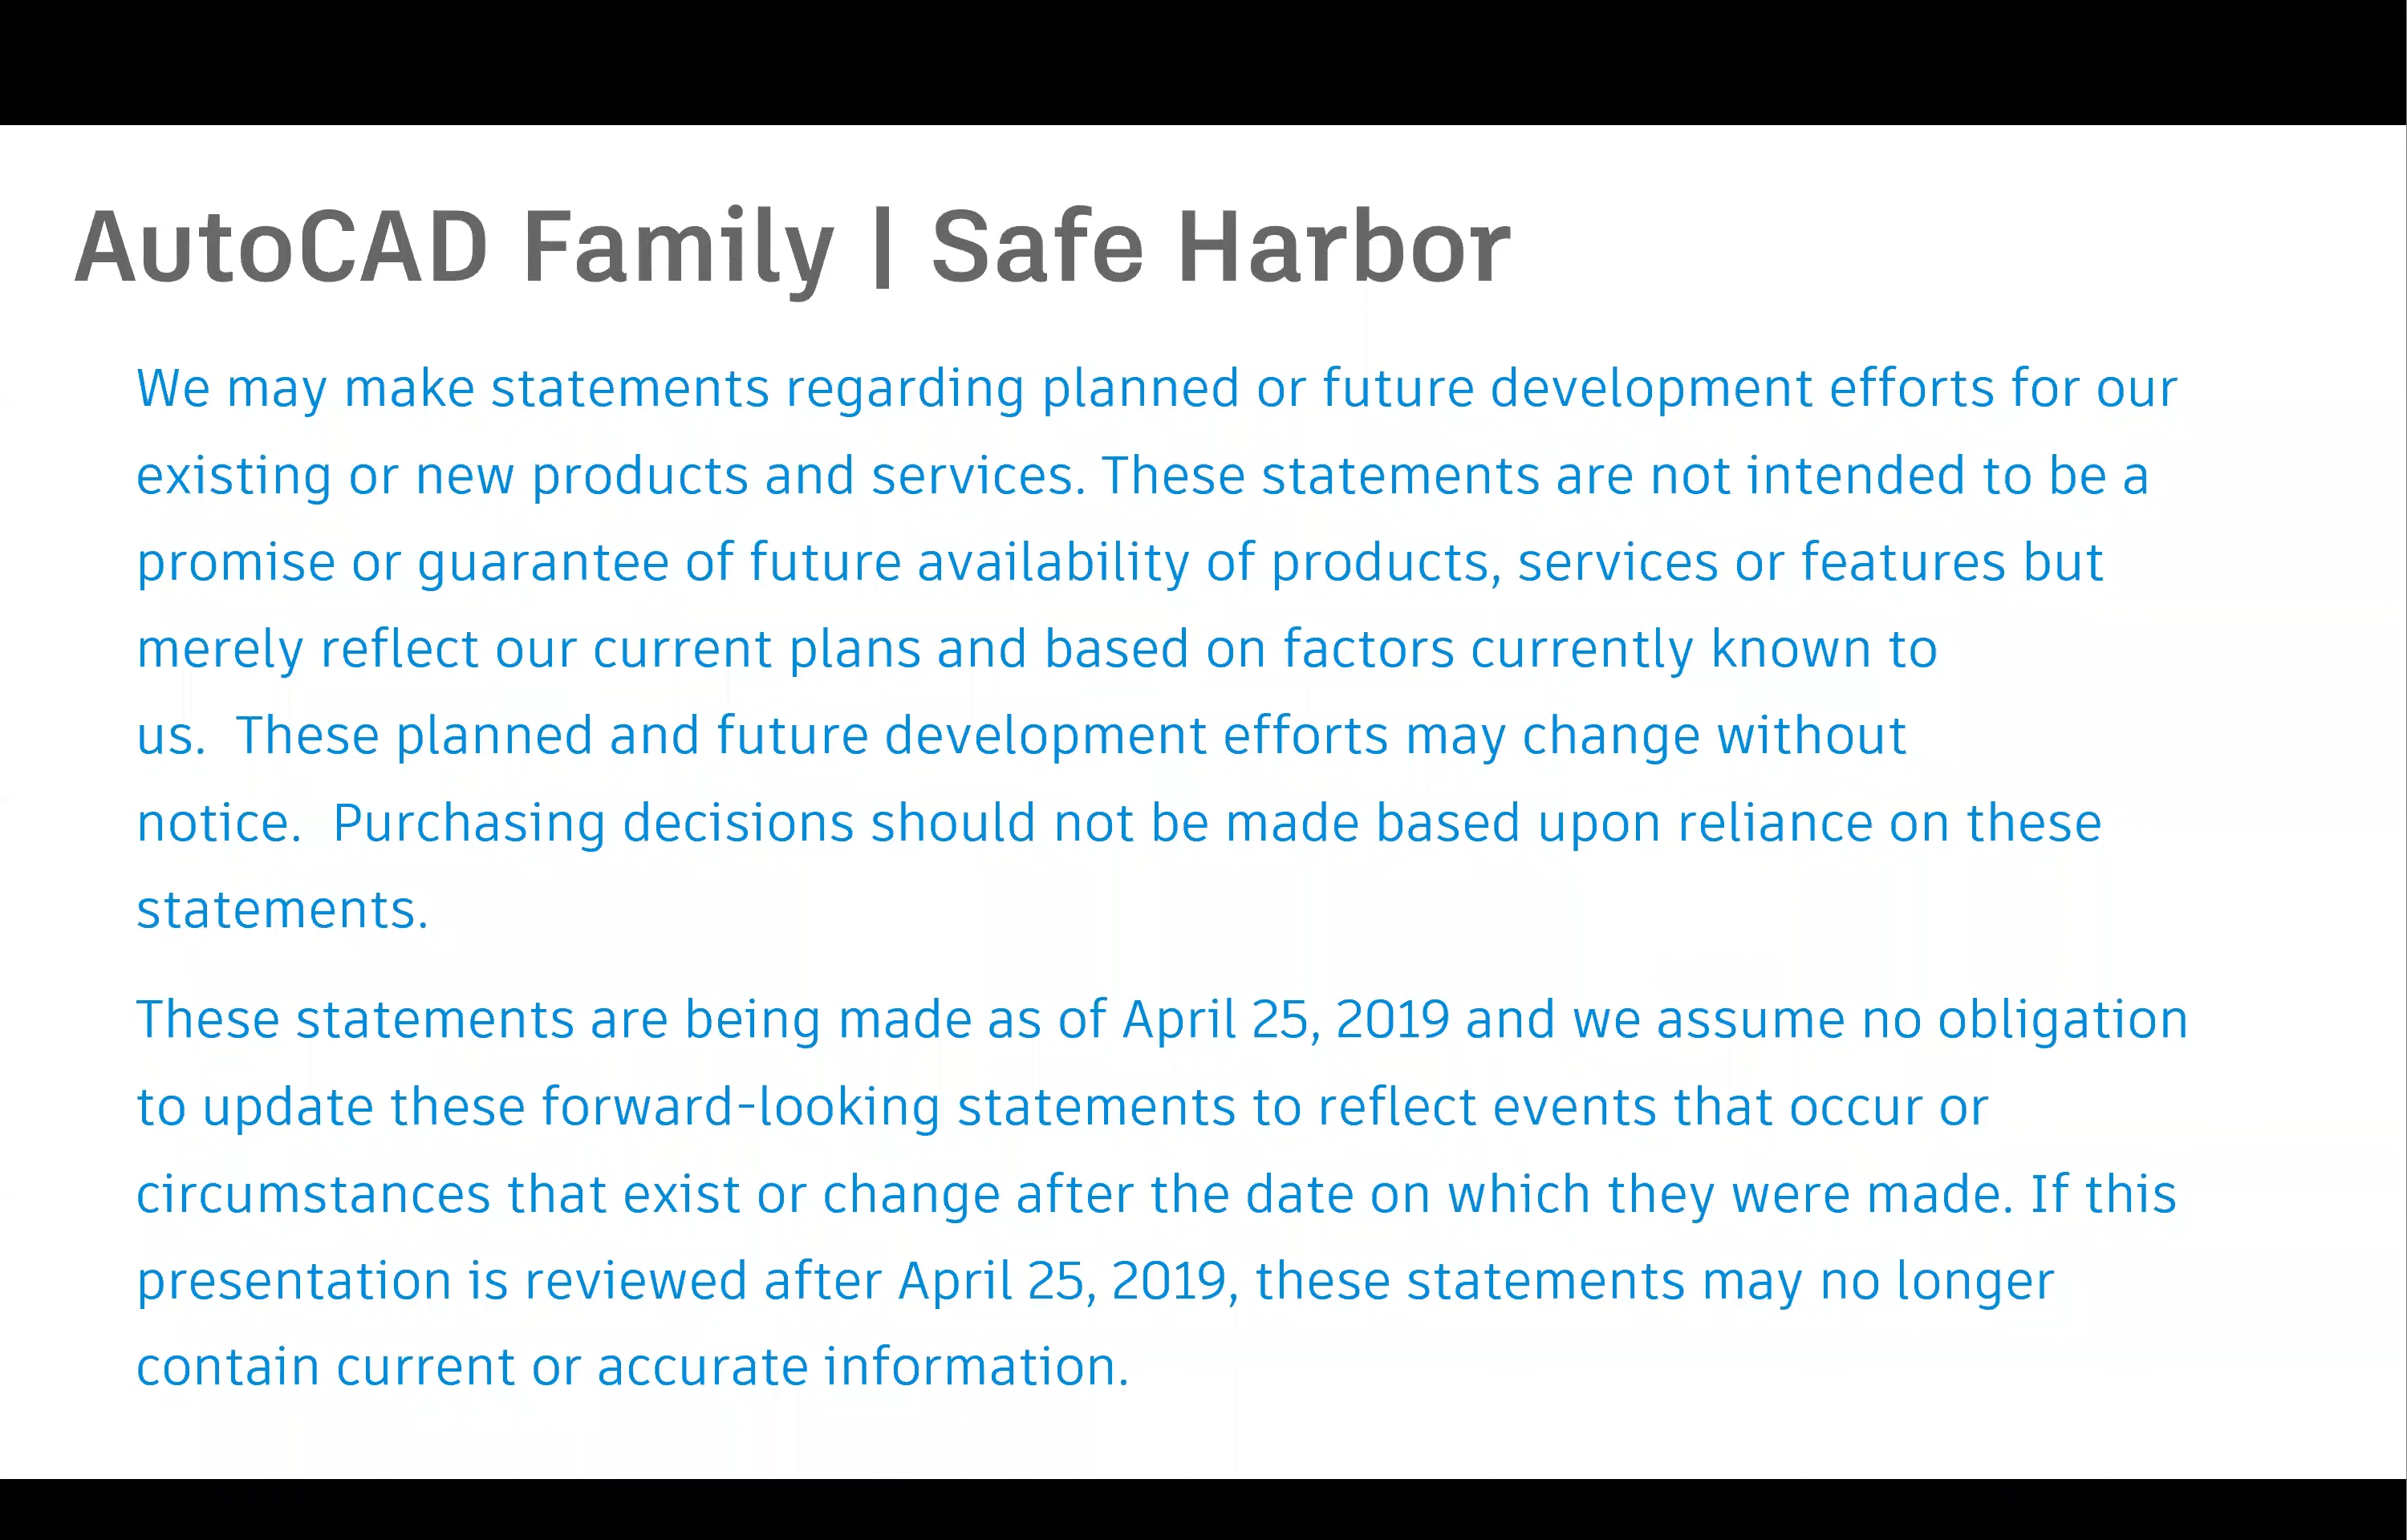 AutoCAD Family | Safe Harbor
We may make statements regarding planned or future development efforts for our
existing or new products and services. These statements are not intended to be a
promise or guarantee of future availability of products, services or features but
merely reflect our current plans and based on factors currently known to
us.  These planned and future development efforts may change without
notice.  Purchasing decisions should not be made based upon reliance on these
statements.
These statements are being made as of April 25, 2019 and we assume no obligation
to update these forward-looking statements to reflect events that occur or
circumstances that exist or change after the date on which they were made. If this
presentation is reviewed after April 25, 2019, these statements may no longer
contain current or accurate information.